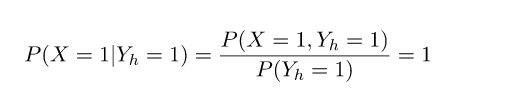 P(X = 1|Y_h = 1) = \frac{P(X = 1, Y_h = 1)}{P(Y_h = 1)} = 1